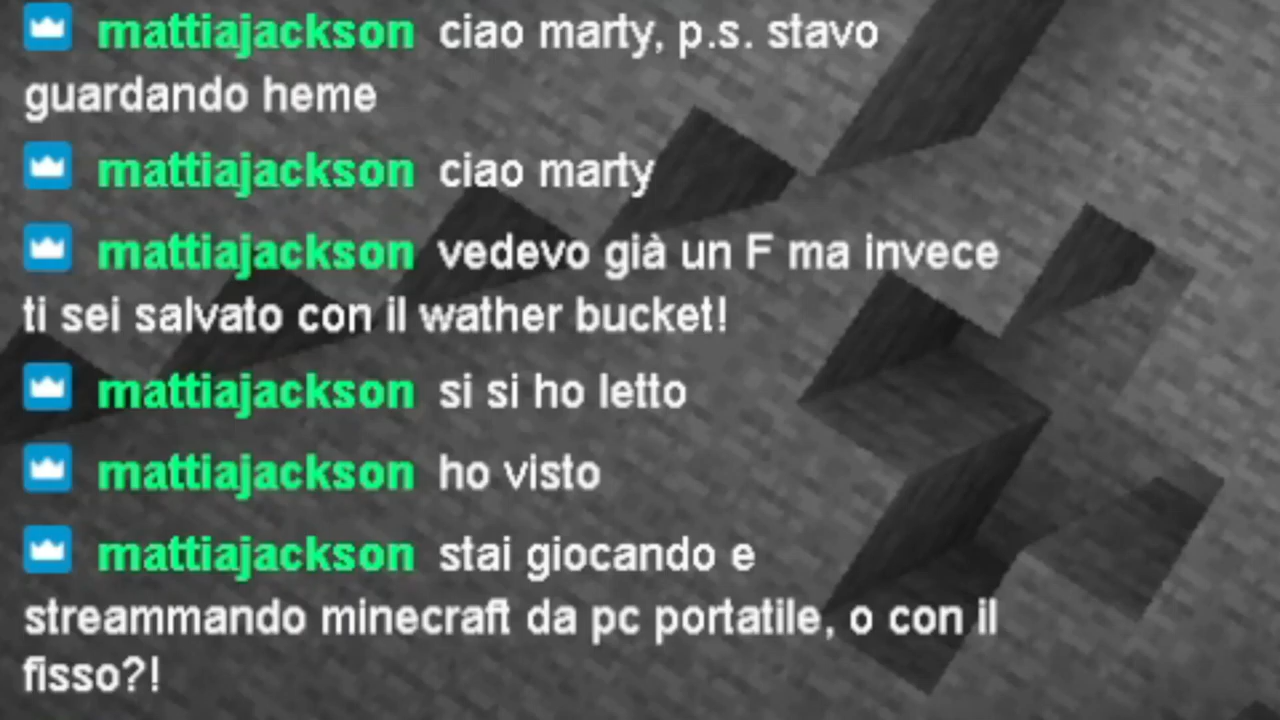 mattiajackson ciao marty, p.s. stavo
guardando heme
mattiajackson ciao marty
mattiajackson vedevo già un F ma invece
ti sei salvato con il wather bucket!
mattiajackson si si ho letto
mattiajackson ho visto
mattiajackson stai giocando e
streammando minecraft da pc portatile, o con il
fisso?!